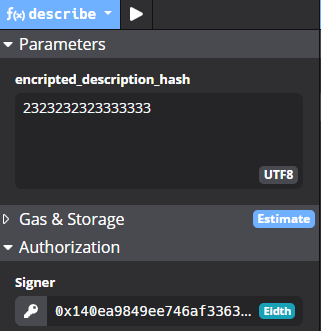 f(x) describe
Parameters
encripted_description_hash
2323232323333333
UTF8
Gas & Storage
Estimate
Authorization
Signer
0x140ea9849ee746af3363...
Eldth